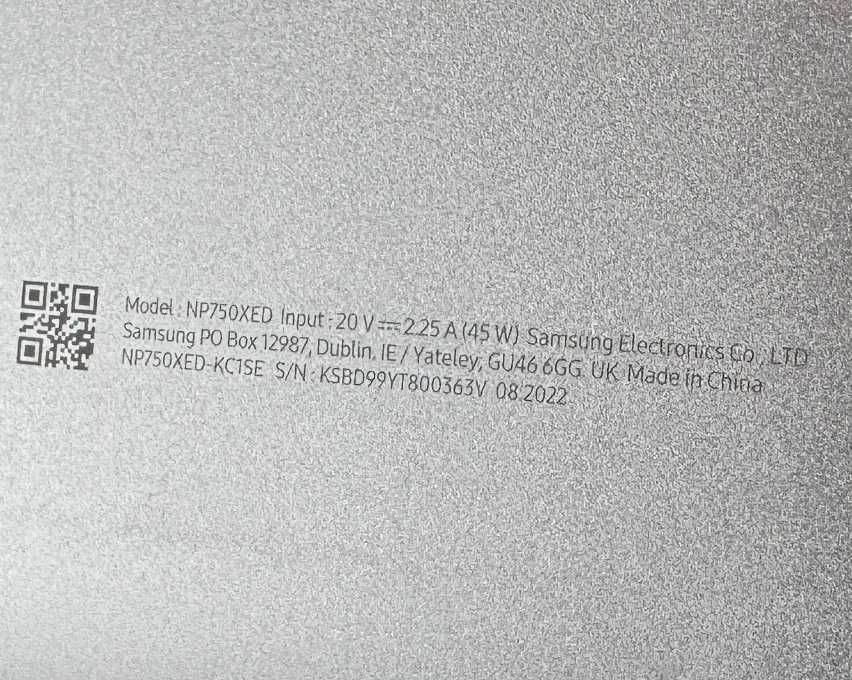 Model : NP750XED Input : 20 V ⎓ 2.25 A (45 W) Samsung Electronics Co., LTD
Samsung PO Box 12987, Dublin. IE / Yateley, GU46 6GG. UK Made in China
NP750XED-KC1SE S/N : KSBD99YT800363V 08.2022